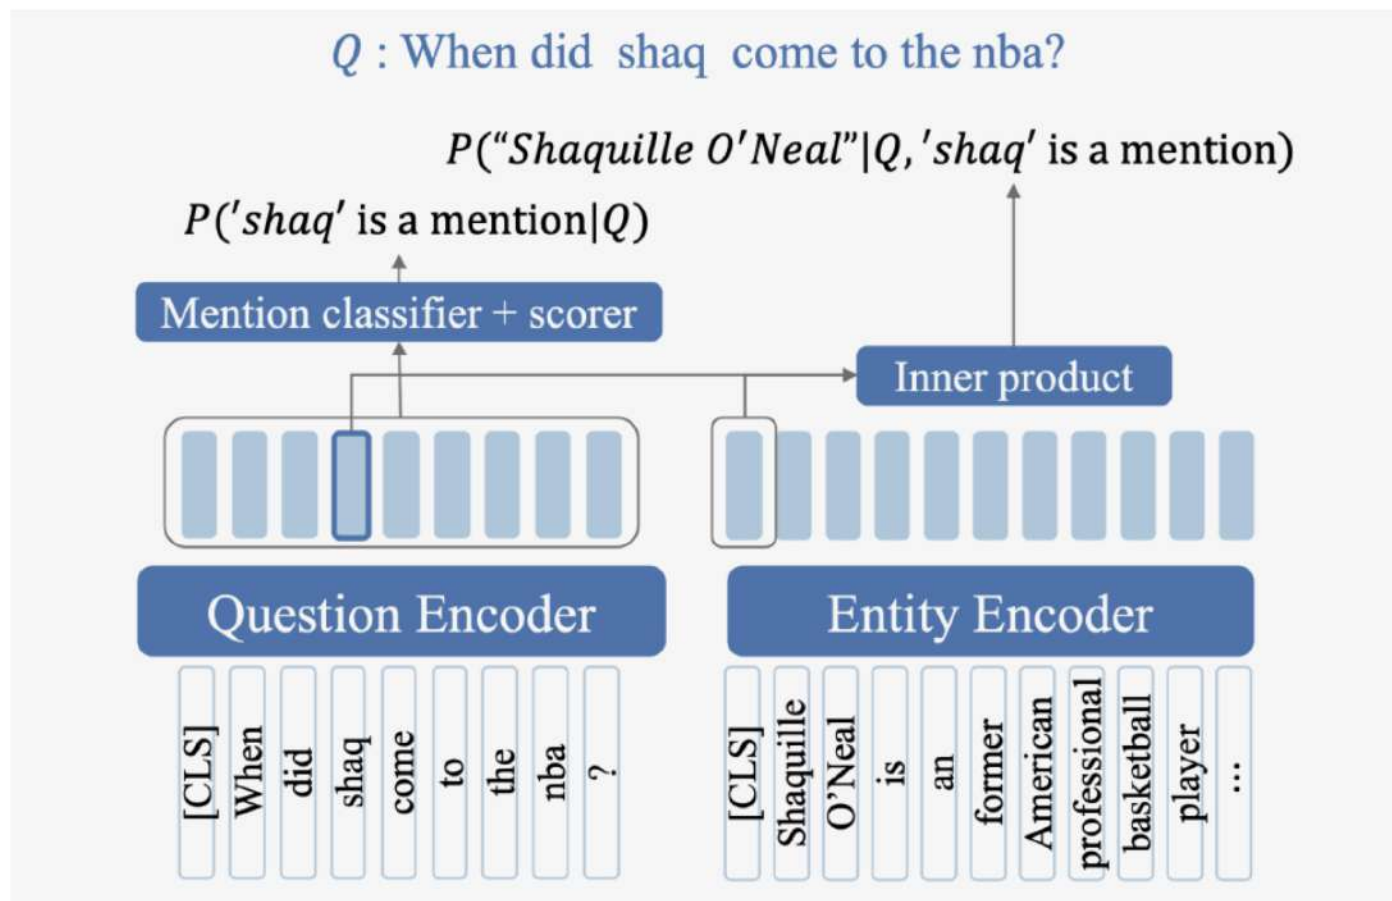 Q : When did shaq come to the nba?
P("Shaquille O'Neal"|Q,'shaq' is a mention)
P('shaq' is a mention|Q)
Mention classifier + scorer
Inner product
Question Encoder
Entity Encoder
[CLS] When did shaq come to the nba ?
[CLS] Shaquille O'Neal is an former American professional basketball player ...